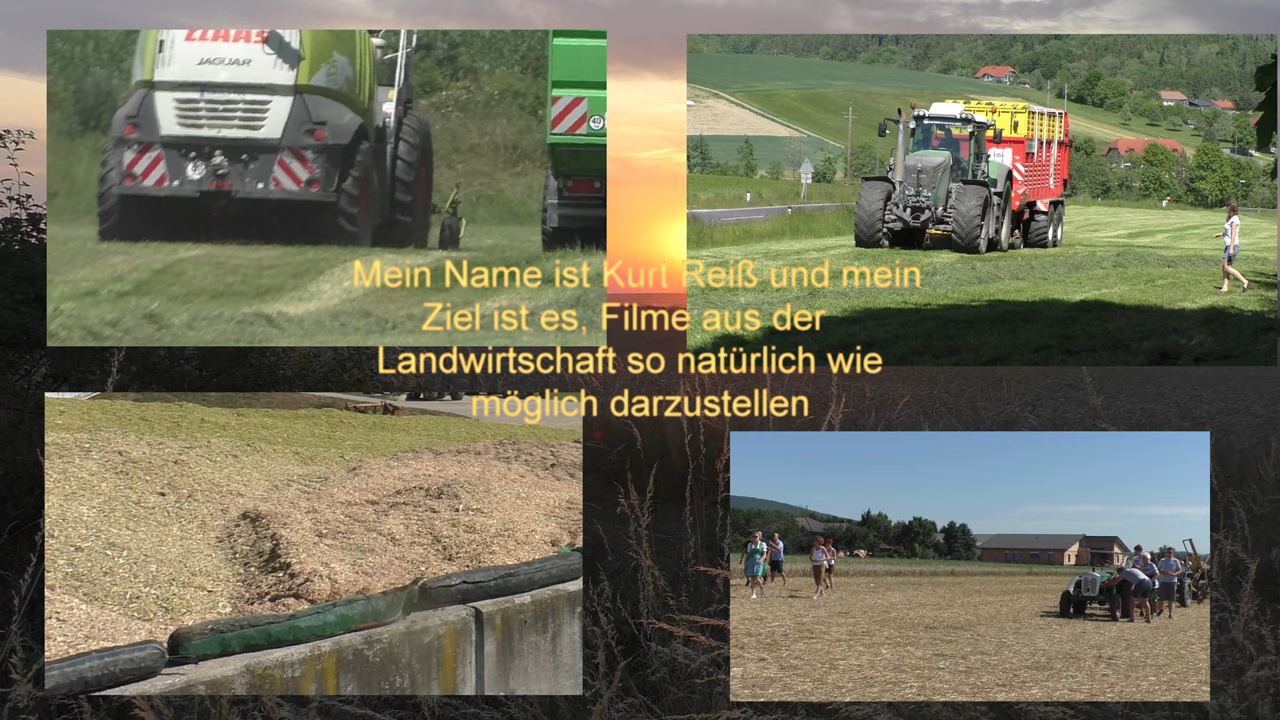 CLAAS
JAGUAR
40
Mein Name ist Kurt Reiß und mein
Ziel ist es, Filme aus der
Landwirtschaft so natürlich wie
möglich darzustellen